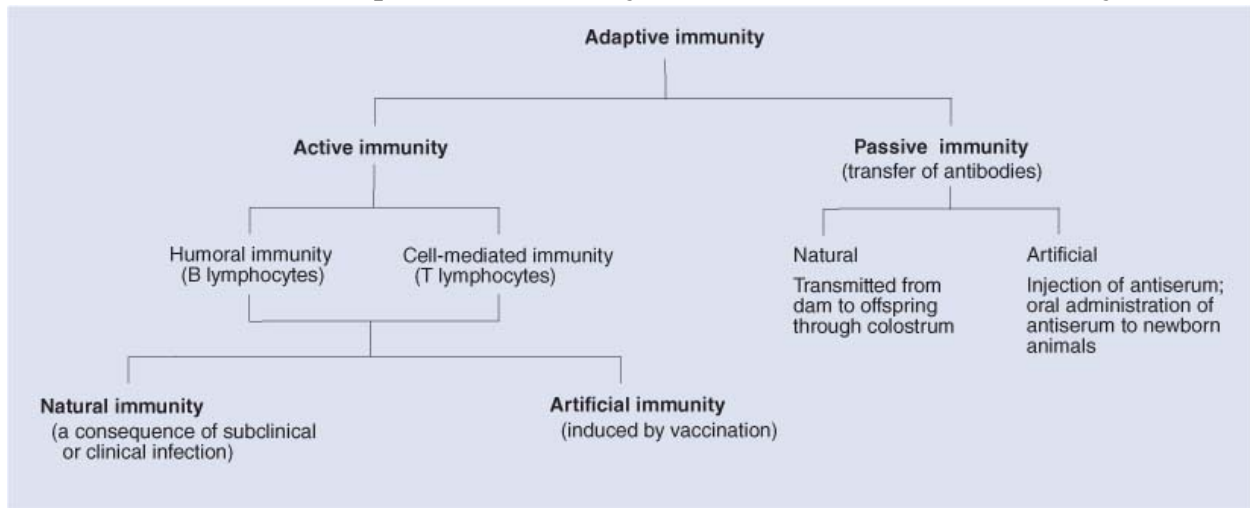 Adaptive immunity
Active immunity
Passive immunity
(transfer of antibodies)
Humoral immunity
(B lymphocytes)
Cell-mediated immunity
(T lymphocytes)
Natural
Transmitted from
dam to offspring
through colostrum
Artificial
Injection of antiserum;
oral administration of
antiserum to newborn
animals
Natural immunity
(a consequence of subclinical
or clinical infection)
Artificial immunity
(induced by vaccination)